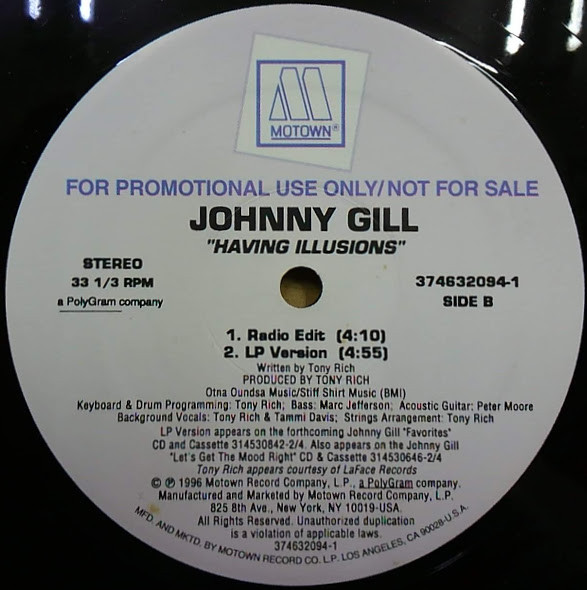 MOTOWN®
FOR PROMOTIONAL USE ONLY/NOT FOR SALE
JOHNNY GILL
"HAVING ILLUSIONS"
STEREO
33 1/3 RPM
a PolyGram company
374632094-1
SIDE B
1. Radio Edit (4:10)
2. LP Version (4:55)
Written by Tony Rich
PRODUCED BY TONY RICH
Otna Oundsa Music/Stiff Shirt Music (BMI)
Keyboard & Drum Programming: Tony Rich; Bass: Marc Jefferson; Acoustic Guitar: Peter Moore
Background Vocals: Tony Rich & Tammi Davis; Strings Arrangement: Tony Rich
LP Version appears on the forthcoming Johnny Gill "Favorites"
CD and Cassette 314530842-2/4. Also appears on the Johnny Gill
"Let's Get The Mood Right" CD & Cassette 314530646-2/4
Tony Rich appears courtesy of LaFace Records
© ℗ 1996 Motown Record Company, L.P., a PolyGram company.
Manufactured and Marketed by Motown Record Company, L.P.
825 8th Ave., New York, NY 10019-USA.
All Rights Reserved. Unauthorized duplication
is a violation of applicable laws.
374632094-1
MFD. AND MKTD. BY MOTOWN RECORD CO. L.P. LOS ANGELES, CA 90028-U.S.A.